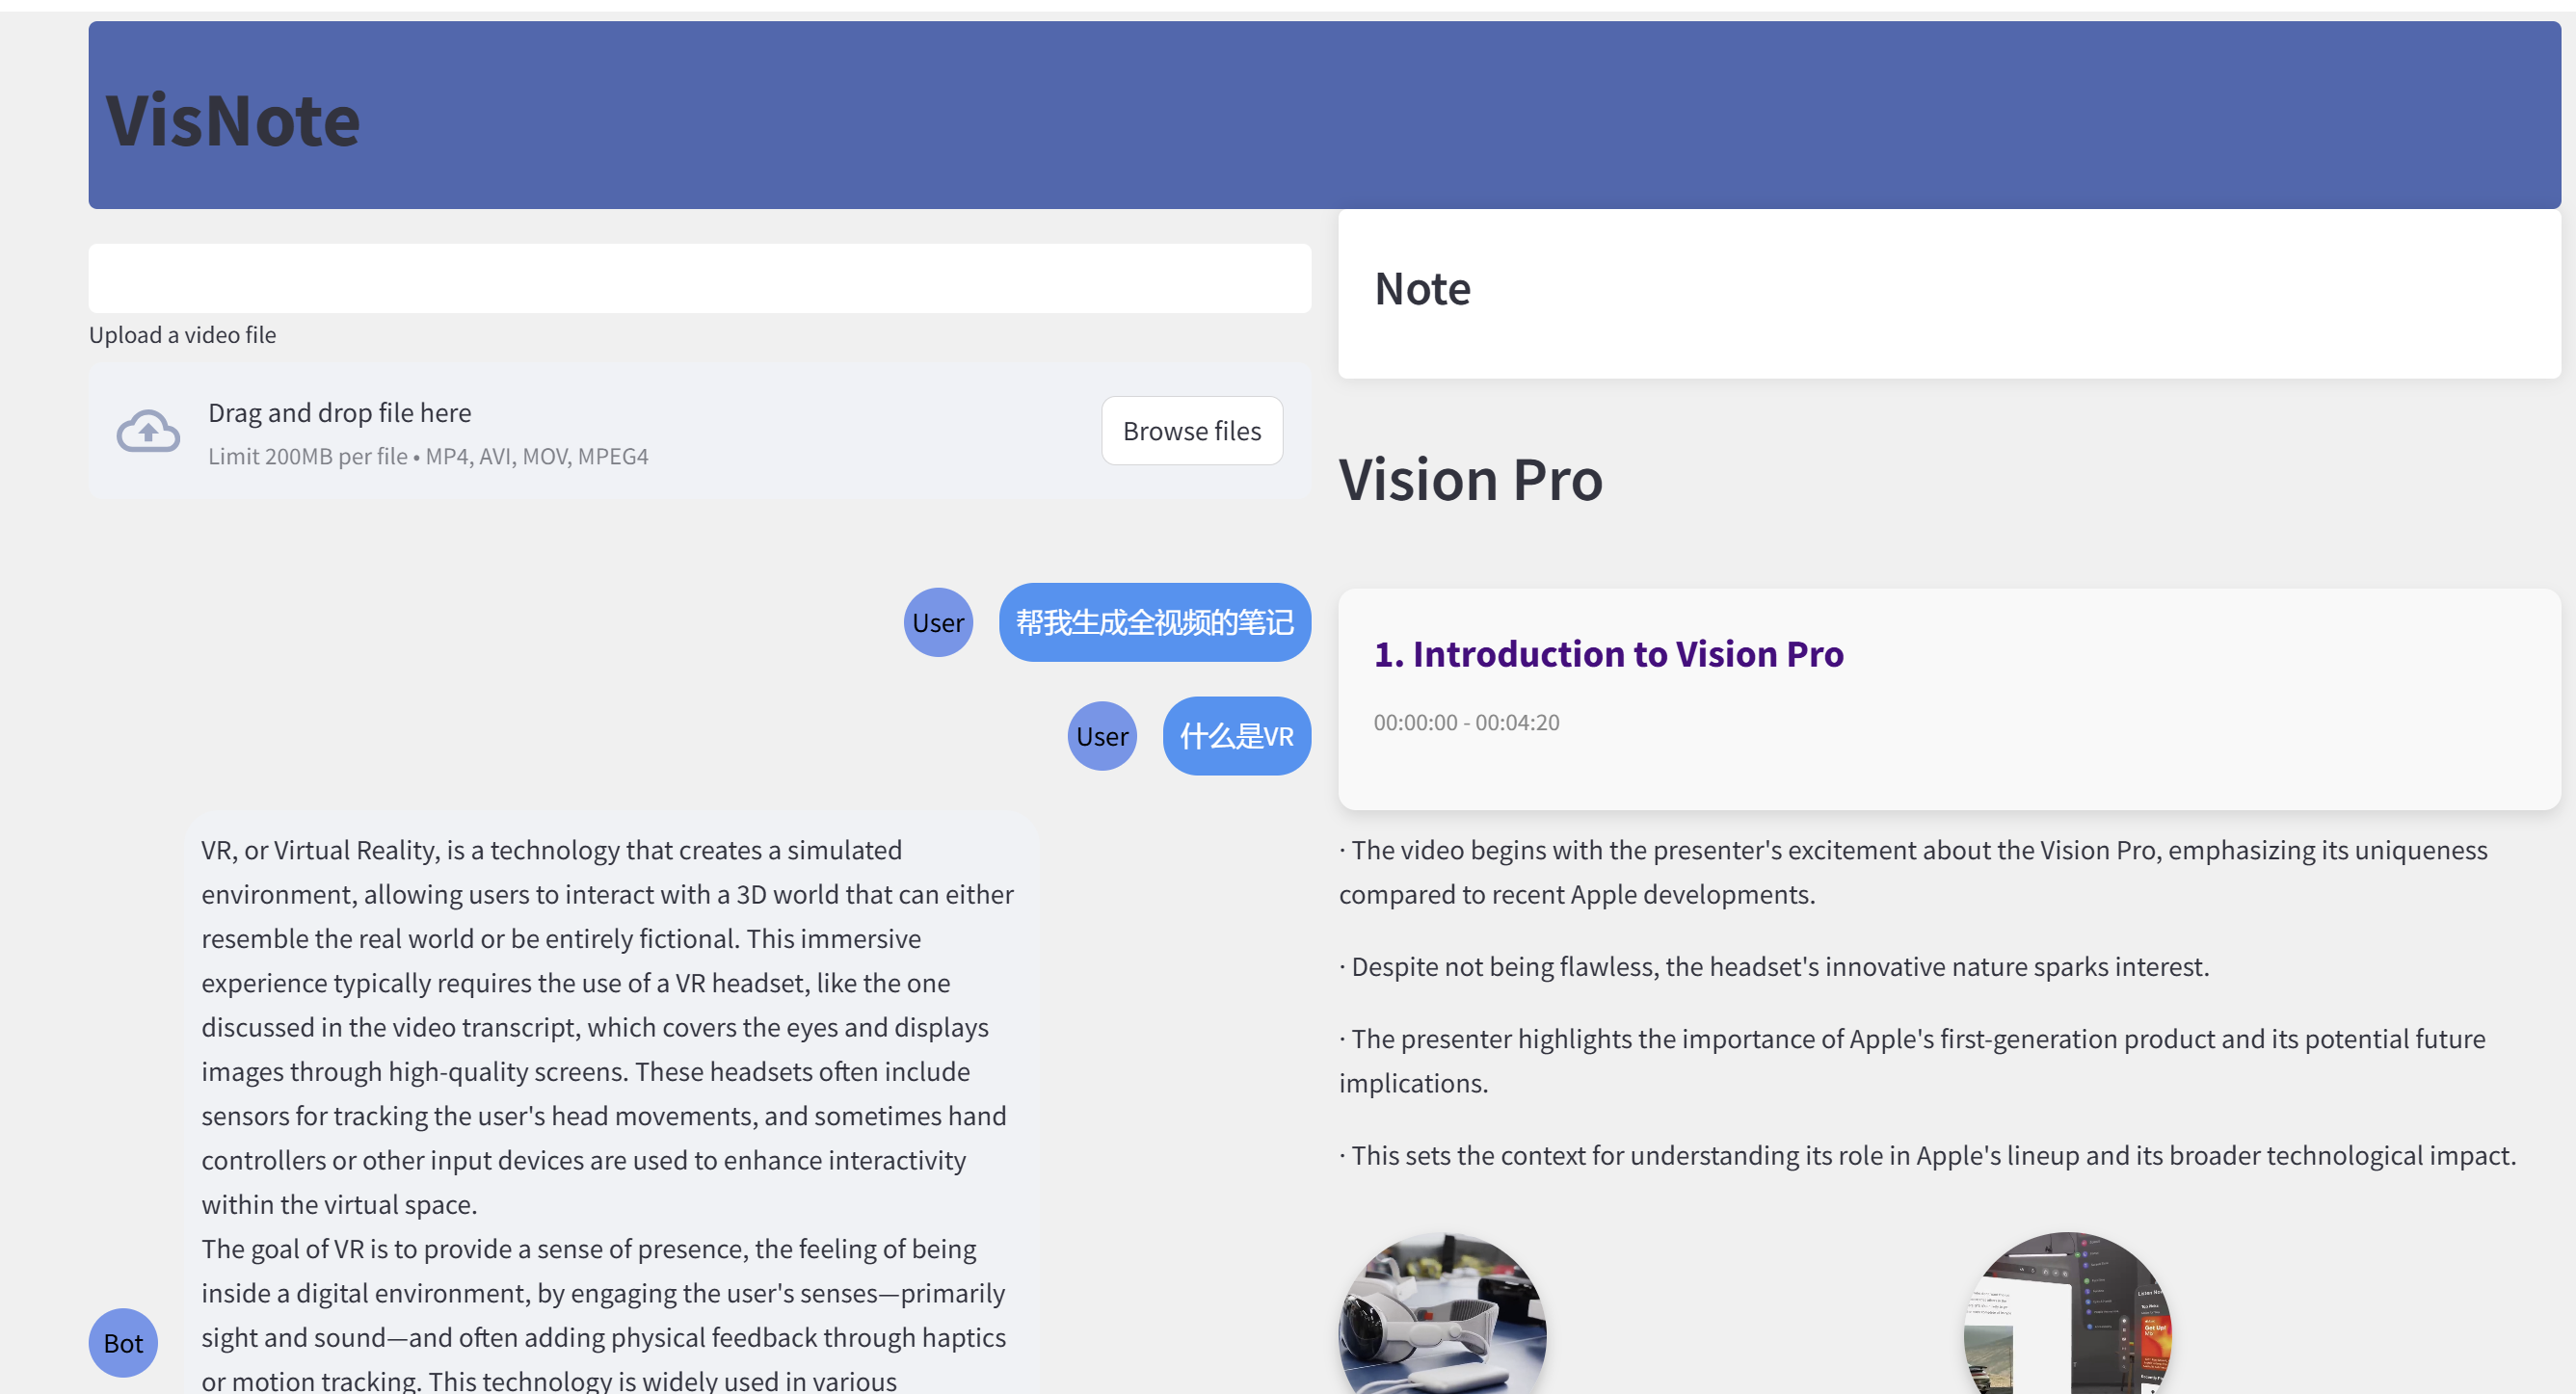 VisNote
Upload a video file
Drag and drop file here
Limit 200MB per file • MP4, AVI, MOV, MPEG4
Browse files
User
帮我生成全视频的笔记
User
什么是VR
VR, or Virtual Reality, is a technology that creates a simulated
environment, allowing users to interact with a 3D world that can either
resemble the real world or be entirely fictional. This immersive
experience typically requires the use of a VR headset, like the one
discussed in the video transcript, which covers the eyes and displays
images through high-quality screens. These headsets often include
sensors for tracking the user's head movements, and sometimes hand
controllers or other input devices are used to enhance interactivity
within the virtual space.
The goal of VR is to provide a sense of presence, the feeling of being
inside a digital environment, by engaging the user's senses—primarily
sight and sound—and often adding physical feedback through haptics
or motion tracking. This technology is widely used in various
Bot
Note
Vision Pro
1. Introduction to Vision Pro
00:00:00 - 00:04:20
· The video begins with the presenter's excitement about the Vision Pro, emphasizing its uniqueness
compared to recent Apple developments.
· Despite not being flawless, the headset's innovative nature sparks interest.
· The presenter highlights the importance of Apple's first-generation product and its potential future
implications.
· This sets the context for understanding its role in Apple's lineup and its broader technological impact.
Get Up!